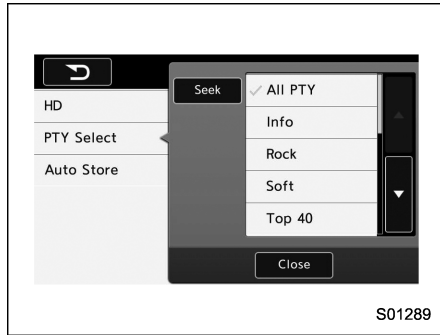 HD
PTY Select
Auto Store
Seek
All PTY
Info
Rock
Soft
Top 40
Close
S01289